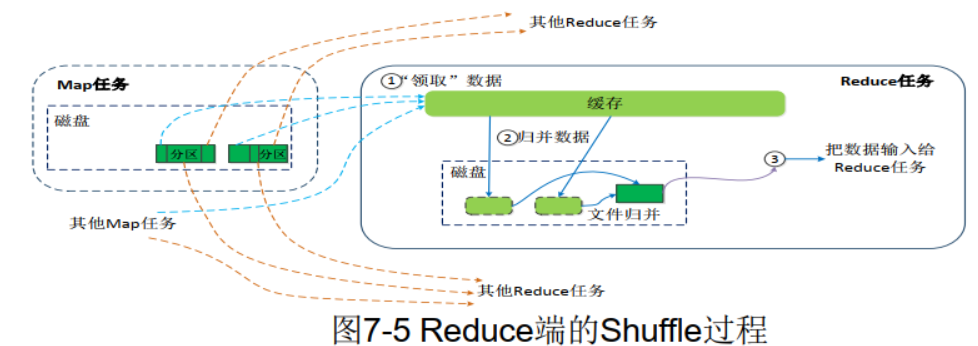 其他Reduce任务
Map任务
磁盘
分区
分区
其他Map任务
①“领取”数据
Reduce任务
缓存
②归并数据
磁盘
文件归并
③
把数据输入给
Reduce任务
其他Reduce任务
图7-5 Reduce端的Shuffle过程